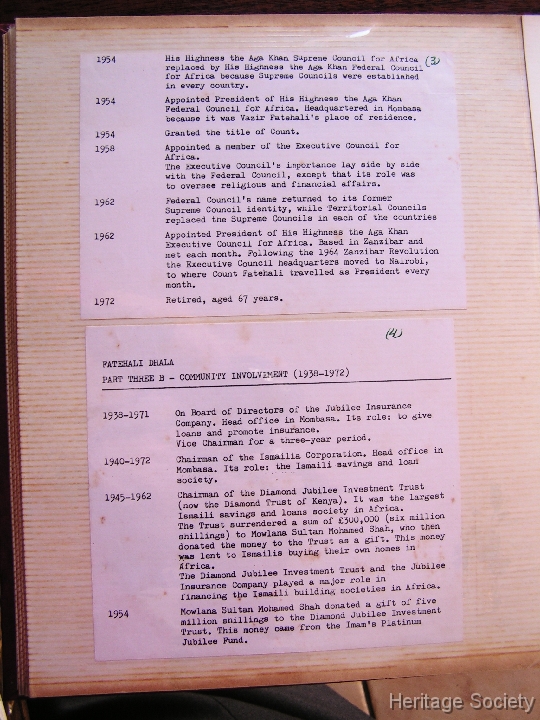 (3)
1954 His Highness the Aga Khan Supreme Council for Africa
replaced by His Highness the Aga Khan Federal Council
for Africa because Supreme Councils were established
in every country.
1954 Appointed President of His Highness the Aga Khan
Federal Council for Africa. Headquartered in Mombasa
because it was Vazir Fatehali's place of residence.
1954 Granted the title of Count.
1958 Appointed a member of the Executive Council for
Africa.
The Executive Council's importance lay side by side
with the Federal Council, except that its role was
to oversee religious and financial affairs.
1962 Federal Council's name returned to its former
Supreme Council identity, while Territorial Councils
replaced the Supreme Councils in each of the countries
1962 Appointed President of His Highness the Aga Khan
Executive Council for Africa. Based in Zanzibar and
met each month. Following the 1964 Zanzibar Revolution
the Executive Council headquarters moved to Nairobi,
to where Count Fatehali travelled as President every
month.
1972 Retired, aged 67 years.
(4)
FATEHALI DHALA
PART THREE B - COMMUNITY INVOLVEMENT (1938-1972)
1938-1971 On Board of Directors of the Jubilee Insurance
Company. Head office in Mombasa. Its role: to give
loans and promote insurance.
Vice Chairman for a three-year period.
1940-1972 Chairman of the Ismailia Corporation. Head office in
Mombasa. Its role: the Ismaili savings and loan
society.
1945-1962 Chairman of the Diamond Jubilee Investment Trust
(now the Diamond Trust of Kenya). It was the largest
Ismaili savings and loans society in Africa.
The Trust surrendered a sum of £300,000 (six million
shillings) to Mowlana Sultan Mohamed Shah, who then
donated the money to the Trust as a gift. This money
was lent to Ismailis buying their own homes in
Africa.
The Diamond Jubilee Investment Trust and the Jubilee
Insurance Company played a major role in
financing the Ismaili building societies in Africa.
1954 Mowlana Sultan Mohamed Shah donated a gift of five
million shillings to the Diamond Jubilee Investment
Trust. This money came from the Imam's Platinum
Jubilee Fund.
Heritage Society